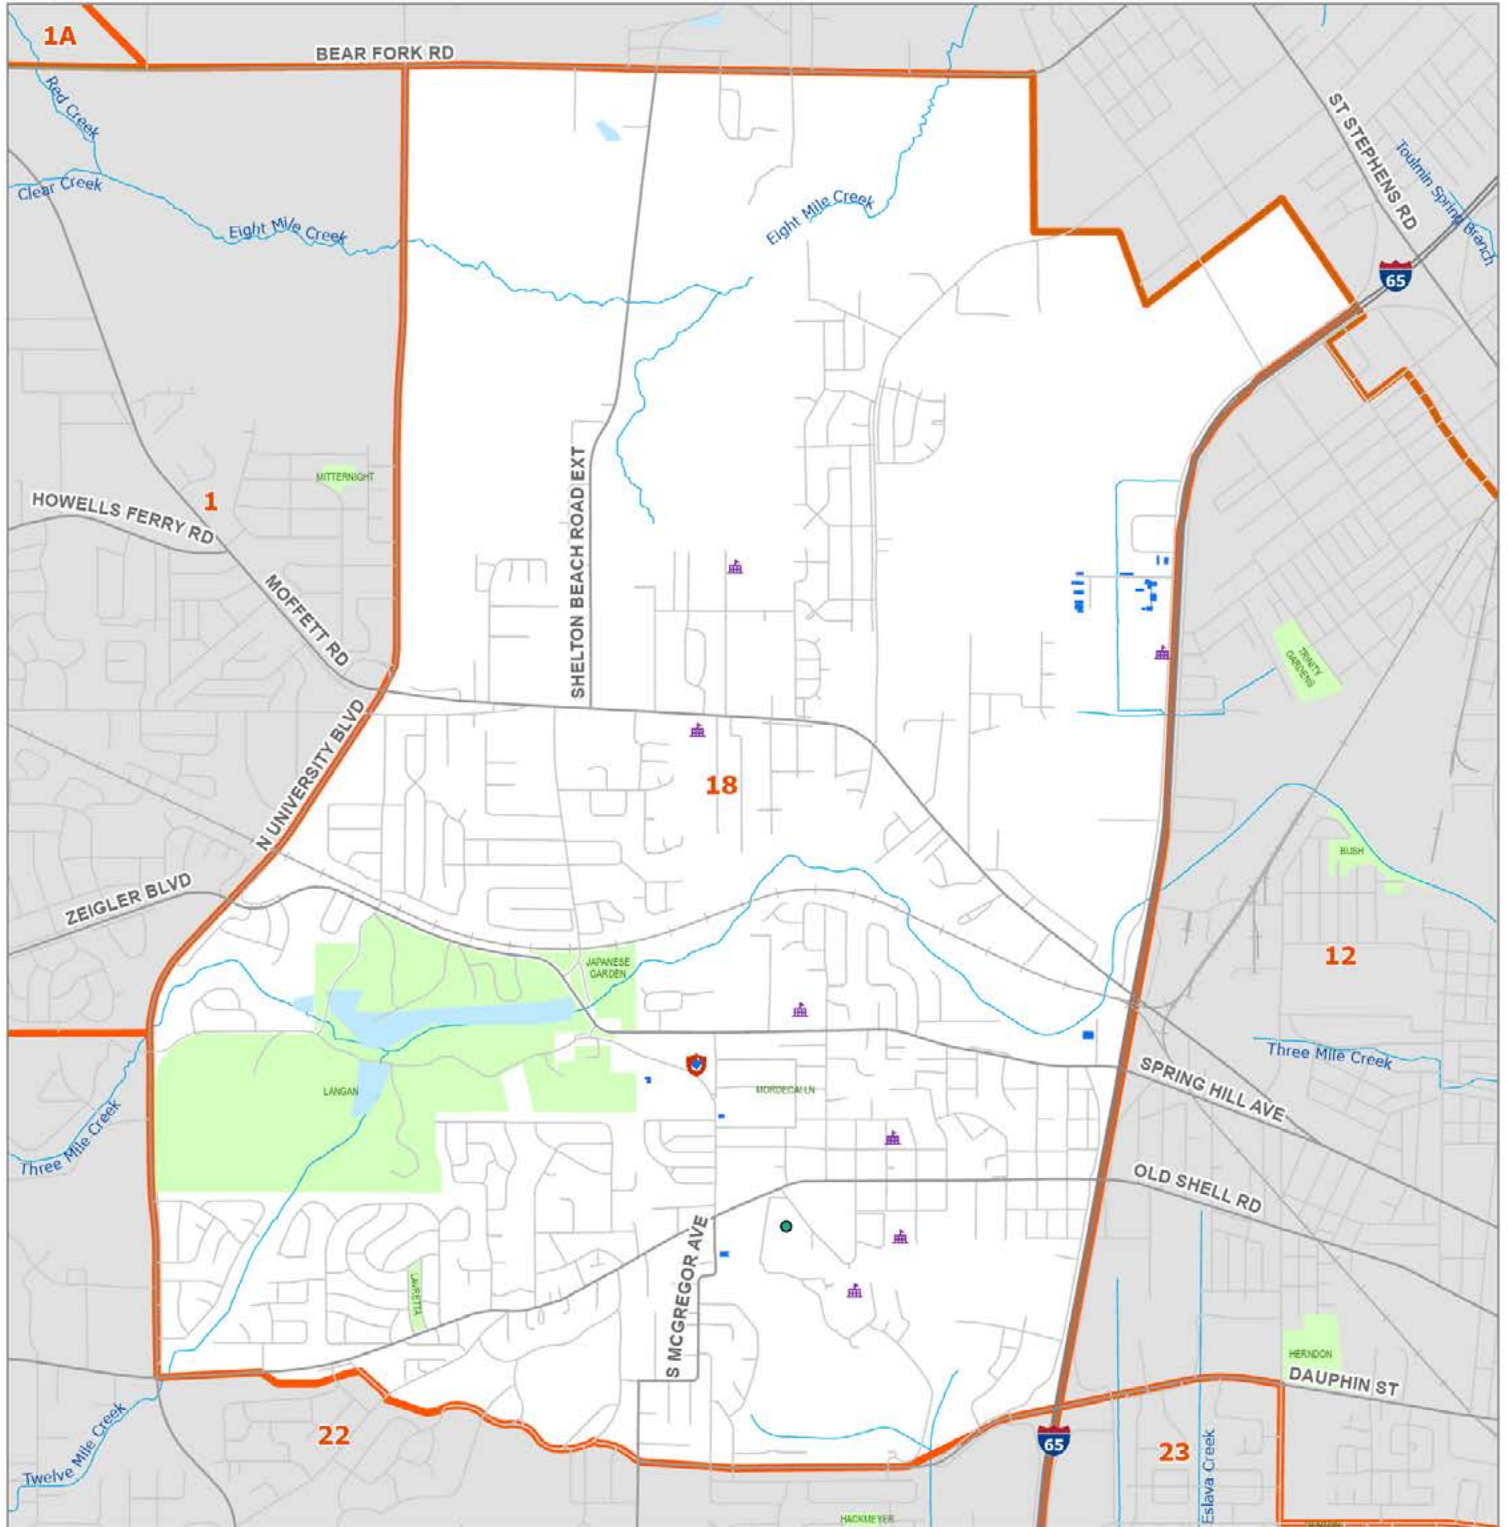 1A
BEAR FORK RD
Red Creek
ST STEPHENS RD
Toulmin Spring Branch
Clear Creek
Eight Mile Creek
Eight Mile Creek
65
MITTERNIGHT
1
HOWELLS FERRY RD
SHELTON BEACH ROAD EXT
MOFFETT RD
TRINITY
GARDENS
N UNIVERSITY BLVD
18
BUSH
ZEIGLER BLVD
12
JAPANESE
GARDEN
Three Mile Creek
SPRING HILL AVE
LANGAN
MORDECAI LN
Three Mile Creek
OLD SHELL RD
S MCGREGOR AVE
LAVRETTA
HERNDON
DAUPHIN ST
22
65
23
Twelve Mile Creek
Eslava Creek
HACKMEYER